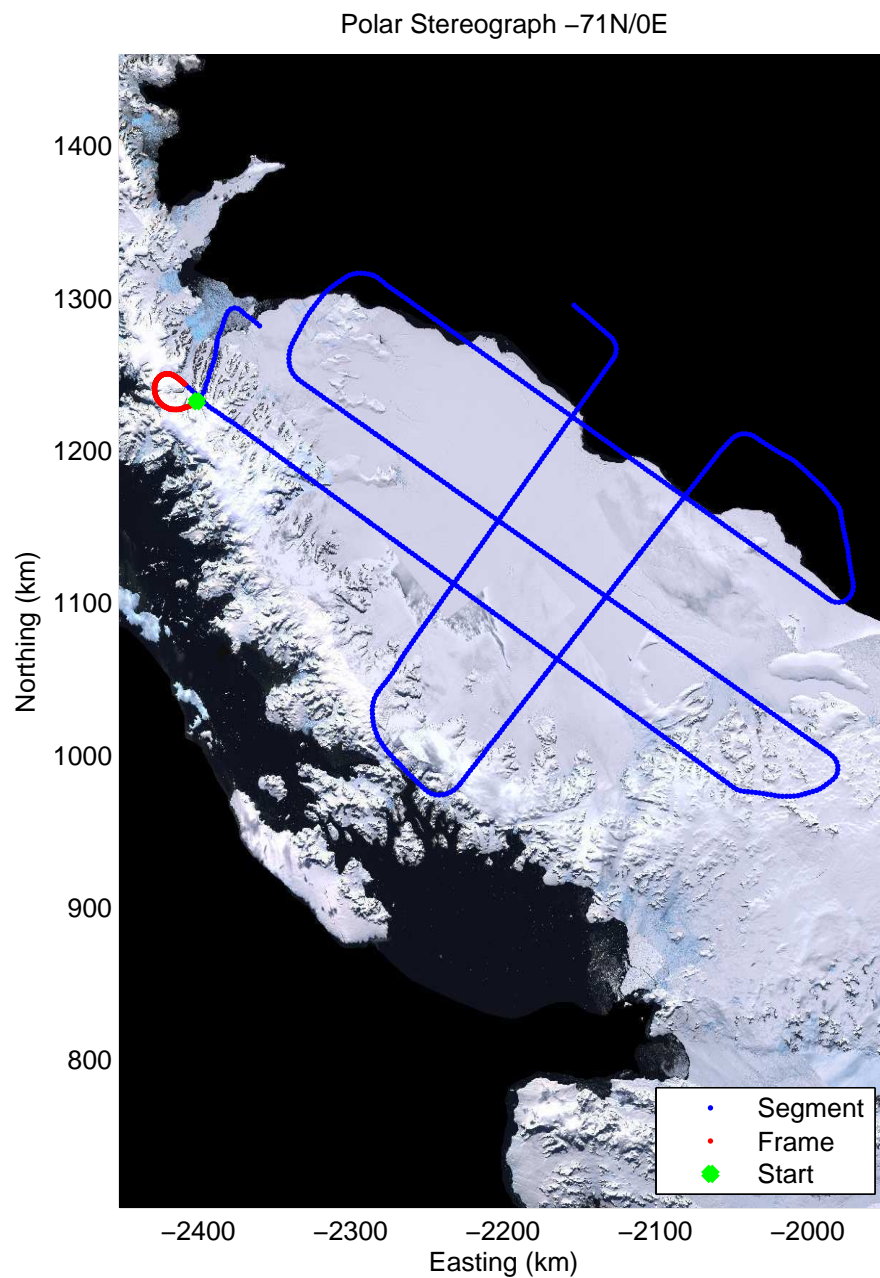 Polar Stereograph −71N/0E
1400
1300
1200
1100
1000
900
800
Northing (km)
−2400 −2300 −2200 −2100 −2000
Easting (km)
Segment
Frame
Start